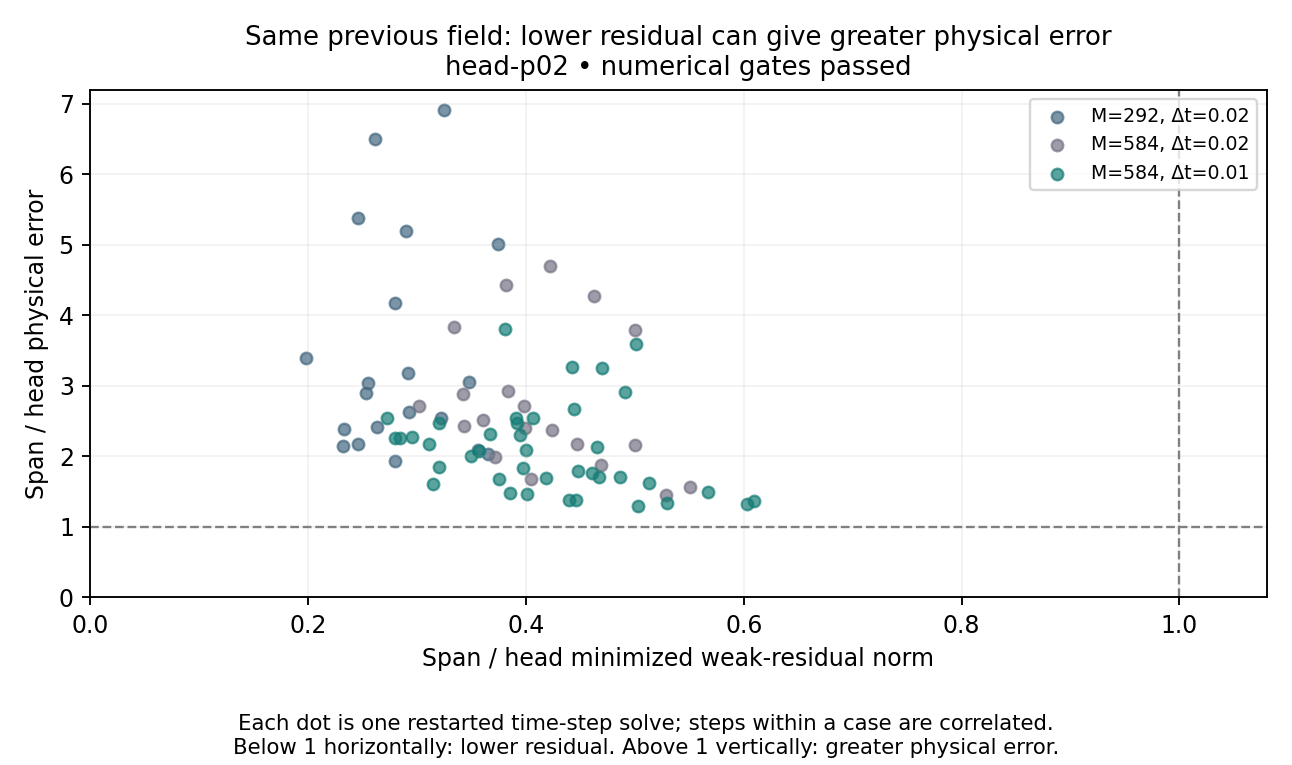 Same previous field: lower residual can give greater physical error
head-p02 • numerical gates passed
M=292, Δt=0.02
M=584, Δt=0.02
M=584, Δt=0.01
Span / head physical error
7
6
5
4
3
2
1
0
0.0 0.2 0.4 0.6 0.8 1.0
Span / head minimized weak-residual norm
Each dot is one restarted time-step solve; steps within a case are correlated.
Below 1 horizontally: lower residual. Above 1 vertically: greater physical error.